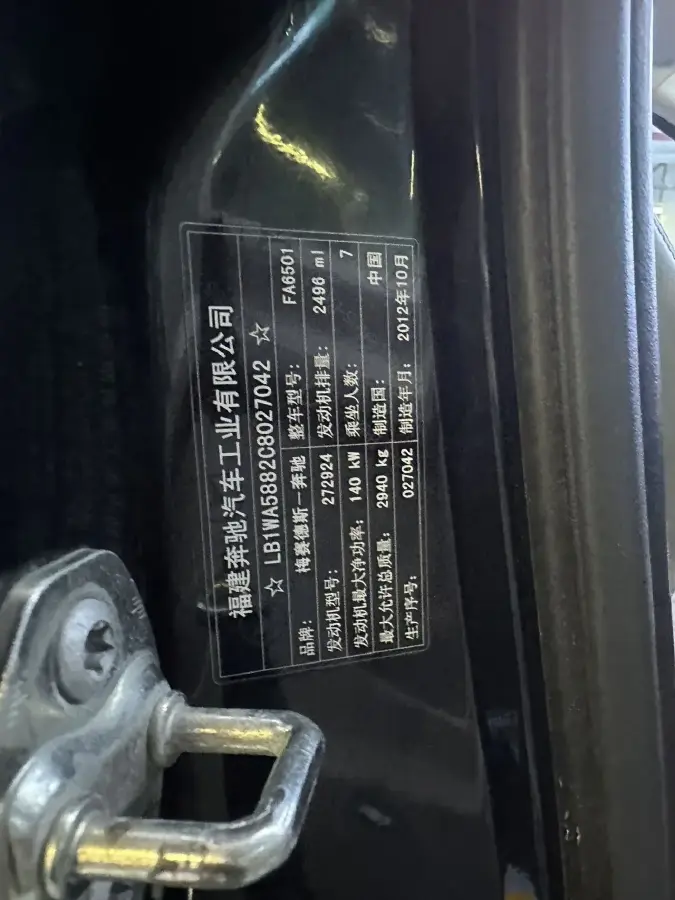 福建奔驰汽车工业有限公司
☆ LB1WA5882C8027042 ☆
品牌: 梅赛德斯-奔驰 整车型号: FA6501
发动机型号: 272924 发动机排量: 2496 ml
发动机最大净功率: 140 kW 乘坐人数: 7
最大允许总质量: 2940 kg 制造国: 中国
生产序号: 027042 制造年月: 2012年10月